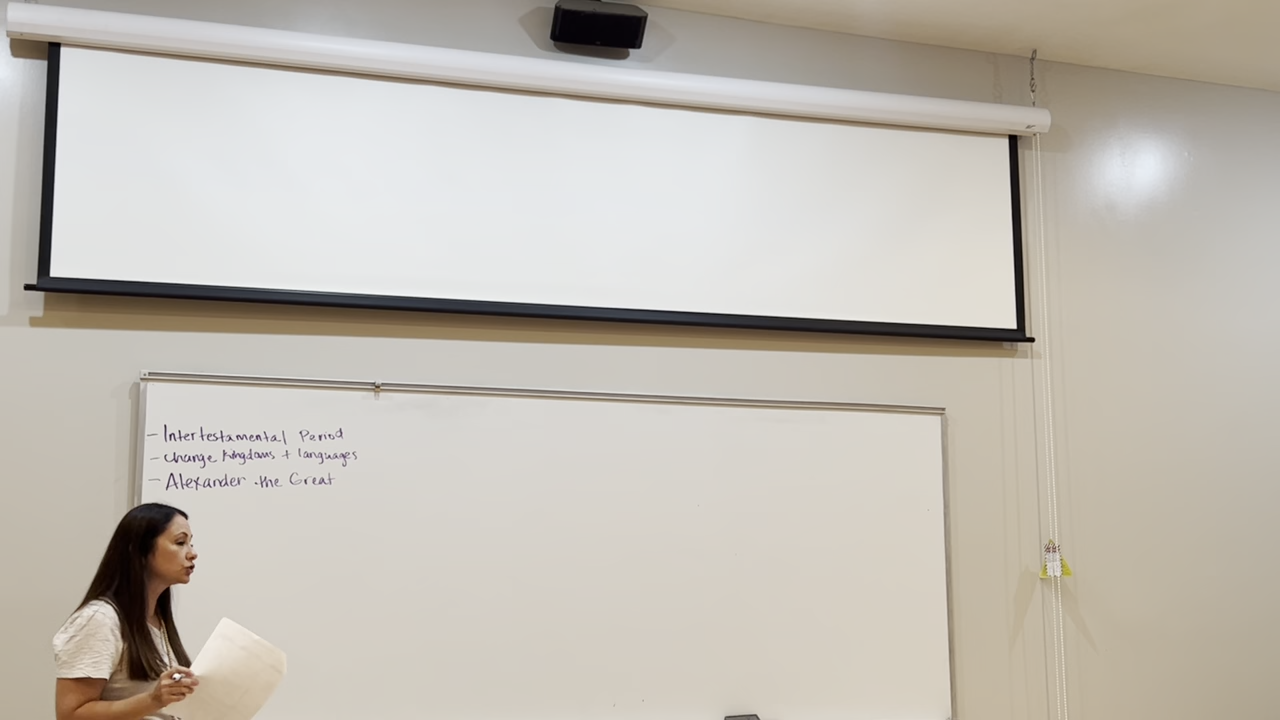 - Intertestamental Period
- Change Kingdoms + languages
- Alexander the Great